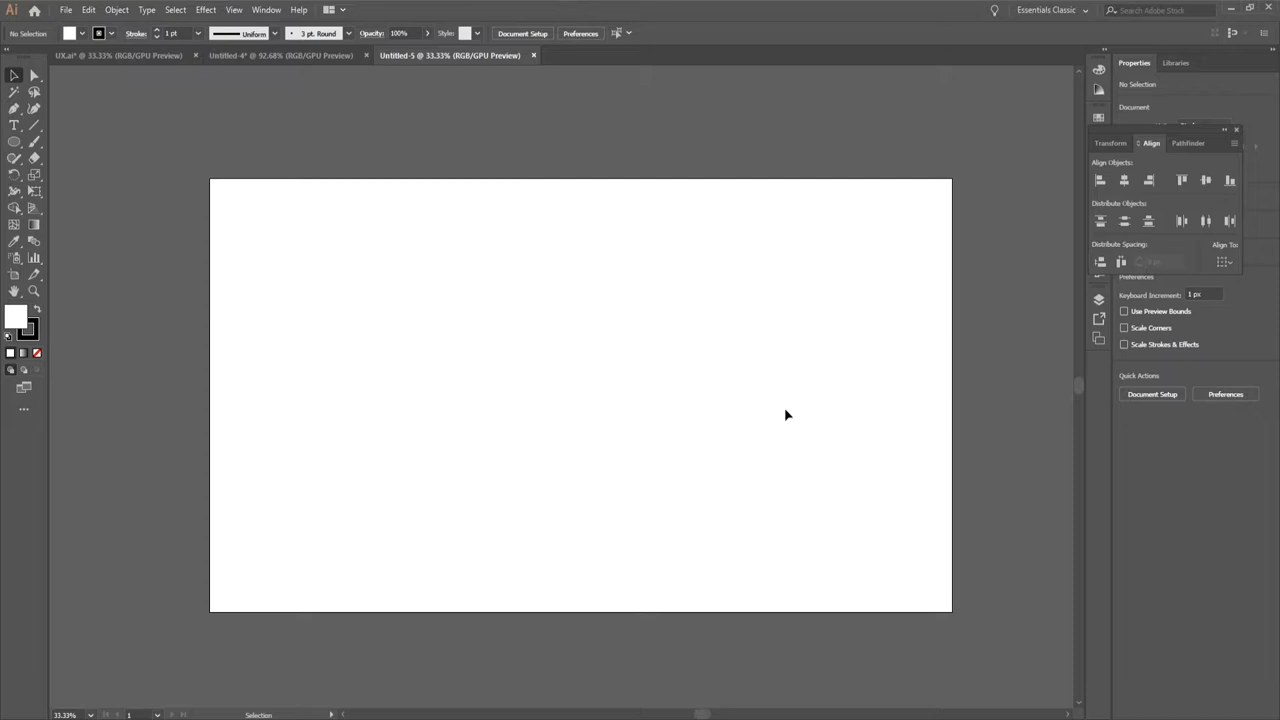 Ai File Edit Object Type Select Effect View Window Help Essentials Classic Search Adobe Stock
No Selection Stroke: 1 pt Uniform 3 pt. Round Opacity: 100% Style: Document Setup Preferences
UX.ai* @ 33.33% (RGB/GPU Preview) × Untitled-4* @ 92.68% (RGB/GPU Preview) × Untitled-5 @ 33.33% (RGB/GPU Preview) ×
Properties Libraries
No Selection
Document
Transform Align Pathfinder
Align Objects:
Distribute Objects:
Distribute Spacing: Align To:
Preferences
Keyboard Increment: 1 px
Use Preview Bounds
Scale Corners
Scale Strokes & Effects
Quick Actions
Document Setup Preferences
33.33% 1 Selection